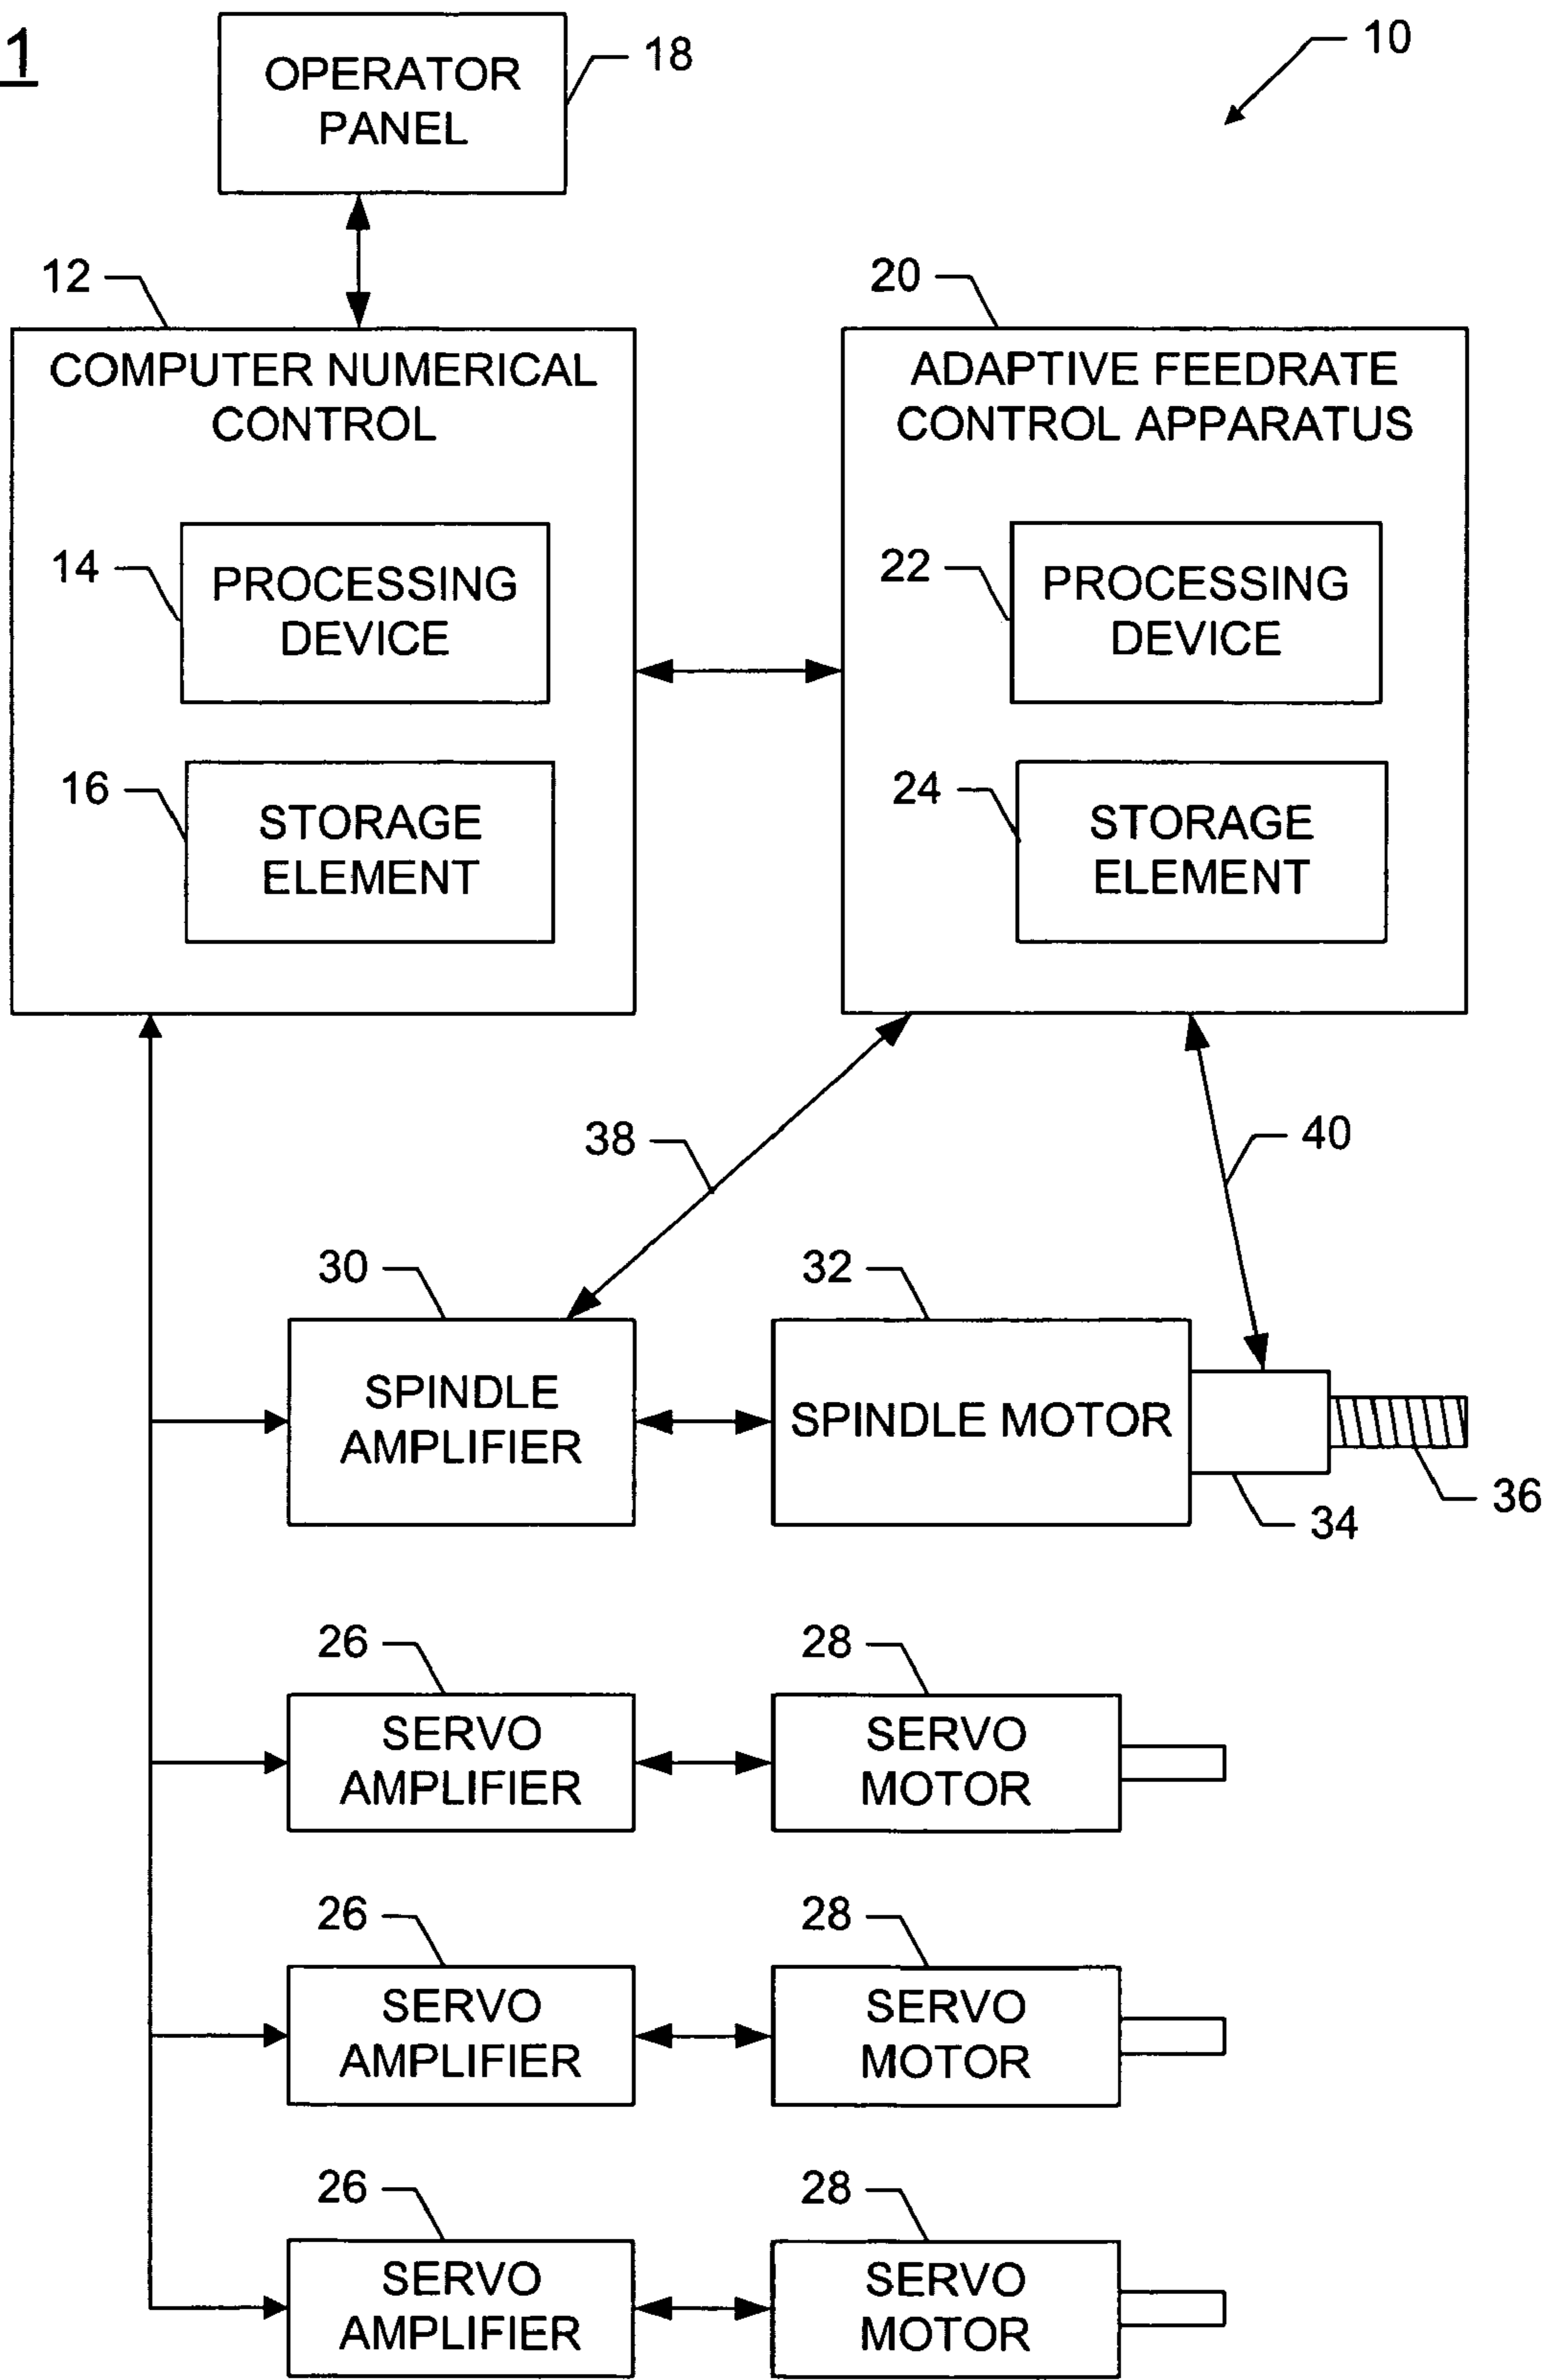 1
OPERATOR
PANEL
18
10
12
COMPUTER NUMERICAL
CONTROL
14
PROCESSING
DEVICE
16
STORAGE
ELEMENT
20
ADAPTIVE FEEDRATE
CONTROL APPARATUS
22
PROCESSING
DEVICE
24
STORAGE
ELEMENT
38
40
30
SPINDLE
AMPLIFIER
32
SPINDLE MOTOR
34
36
26
SERVO
AMPLIFIER
28
SERVO
MOTOR
26
SERVO
AMPLIFIER
28
SERVO
MOTOR
26
SERVO
AMPLIFIER
28
SERVO
MOTOR